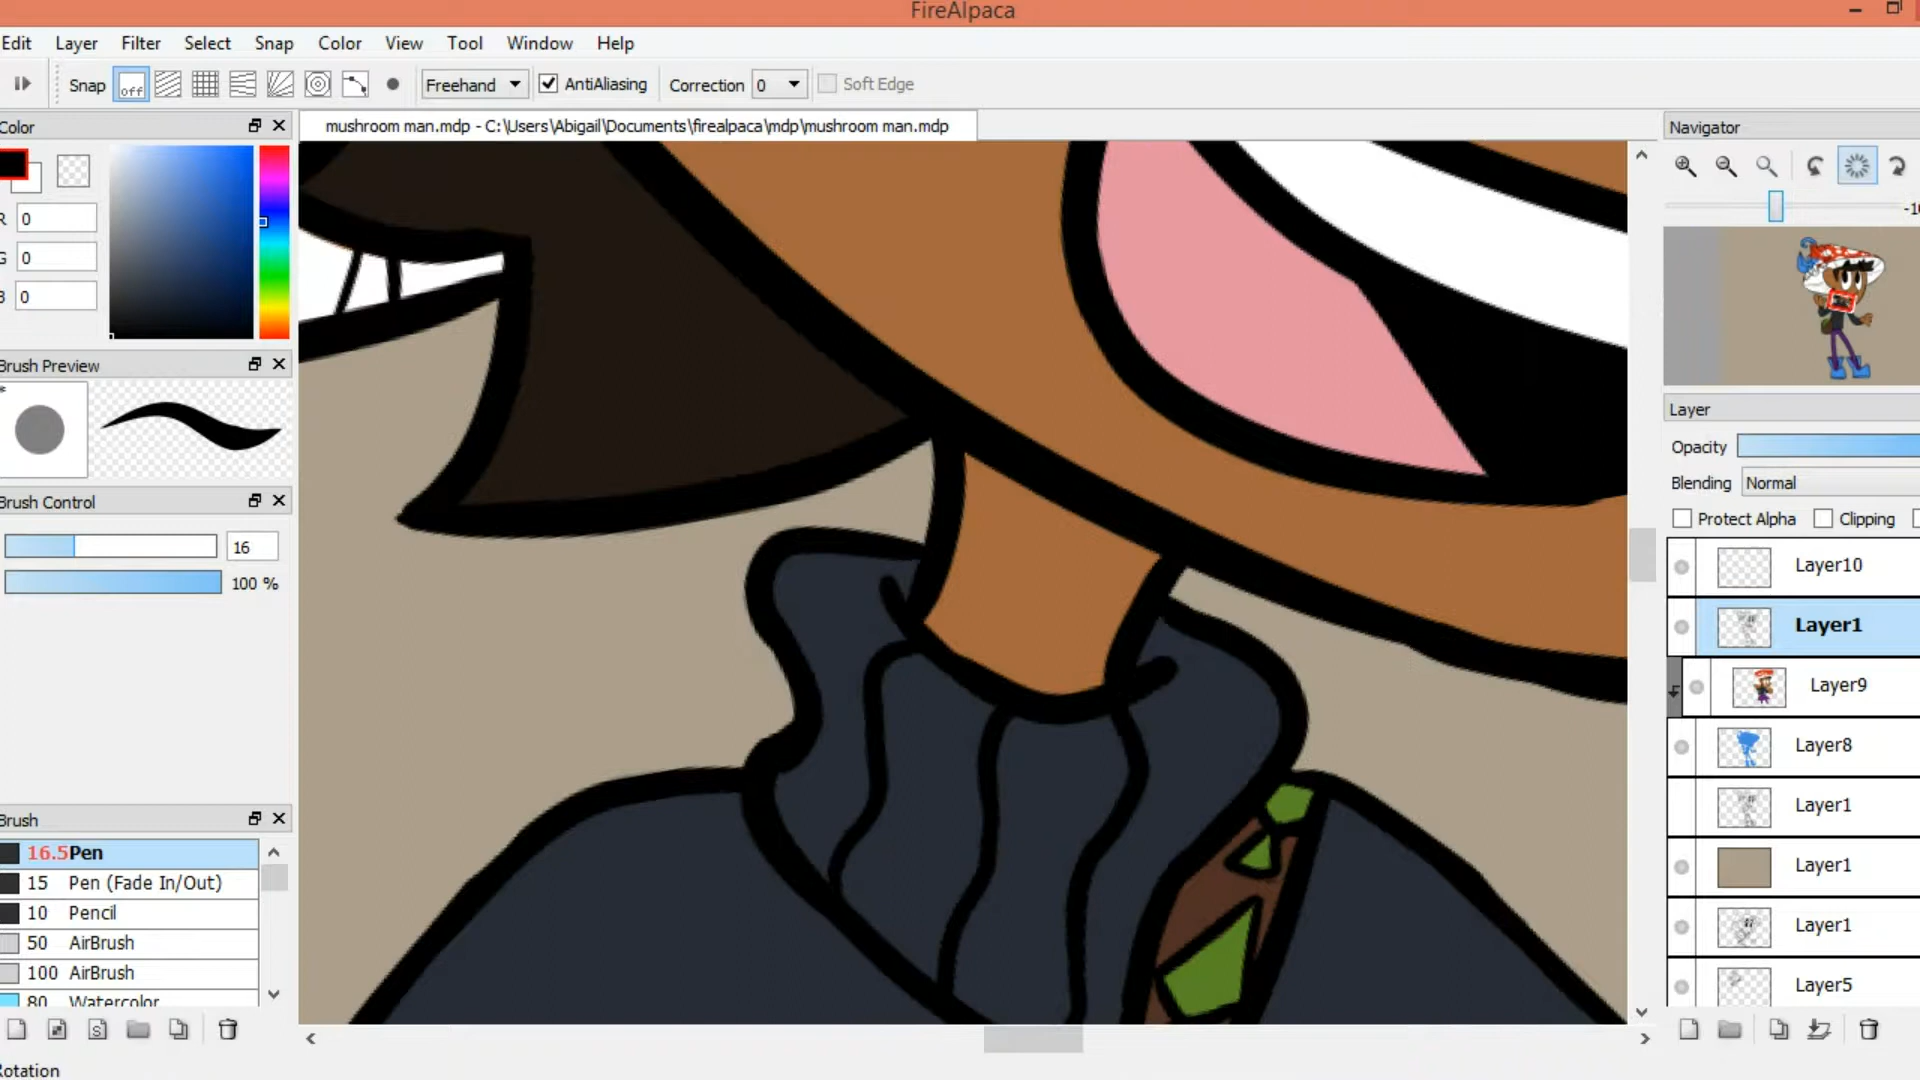 FireAlpaca
Edit Layer Filter Select Snap Color View Tool Window Help
Snap off Freehand AntiAliasing Correction 0 Soft Edge
Color
mushroom man.mdp - C:\Users\Abigail\Documents\firealpaca\mdp\mushroom man.mdp
Navigator
R 0
G 0
B 0
Brush Preview
*
Brush Control
16
100 %
Brush
16.5 Pen
15 Pen (Fade In/Out)
10 Pencil
50 AirBrush
100 AirBrush
80 Watercolor
Rotation
Layer
Opacity
Blending Normal
Protect Alpha Clipping
Layer10
Layer1
Layer9
Layer8
Layer1
Layer1
Layer1
Layer5